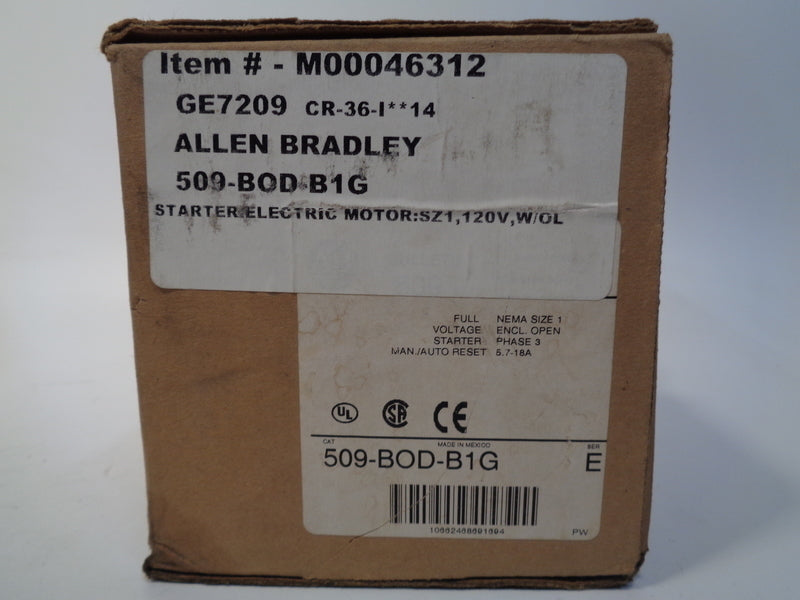 Item # - M00046312
GE7209 CR-36-I**14
ALLEN BRADLEY
509-BOD-B1G
STARTER,ELECTRIC MOTOR:SZ1,120V,W/OL
FULL NEMA SIZE 1
VOLTAGE ENCL. OPEN
STARTER PHASE 3
MAN./AUTO RESET 5.7-18A
UL SA CE
CAT MADE IN MEXICO SER
509-BOD-B1G E
10662468691694
PW